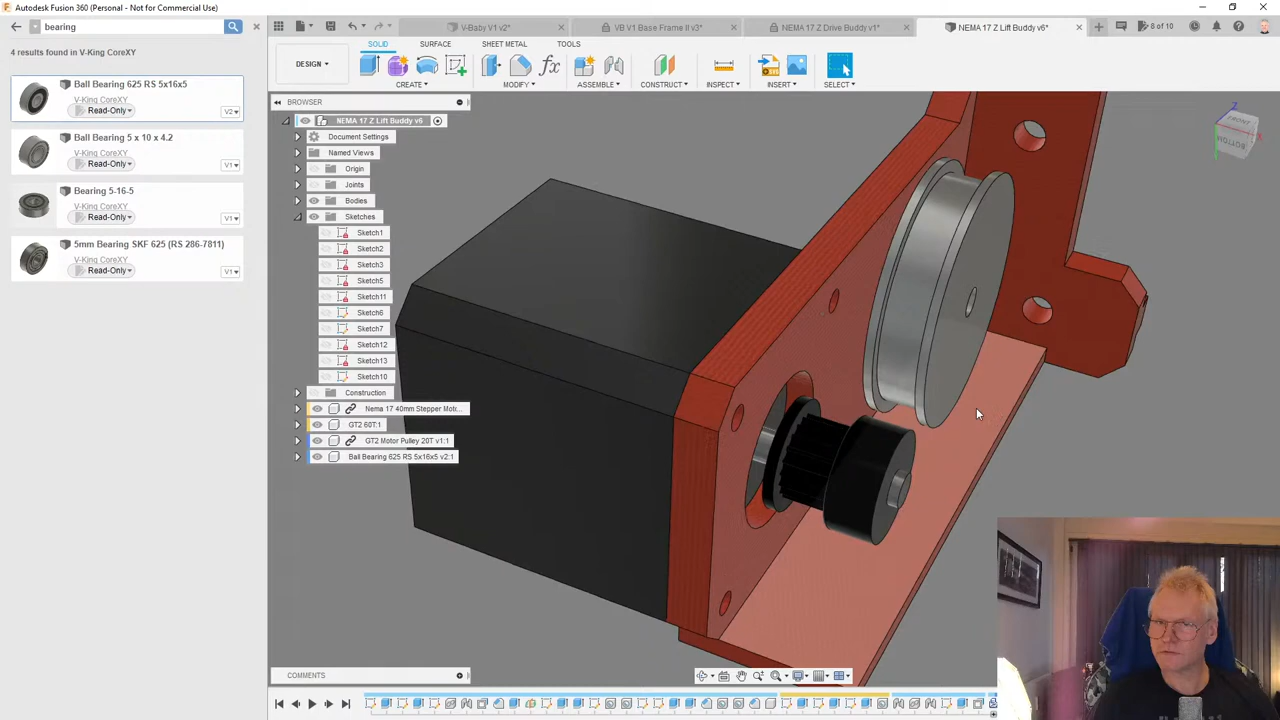 Autodesk Fusion 360 (Personal - Not for Commercial Use)
bearing
4 results found in V-King CoreXY
Ball Bearing 625 RS 5x16x5
V-King CoreXY
Read-Only
V2
Ball Bearing 5 x 10 x 4.2
V-King CoreXY
Read-Only
V1
Bearing 5-16-5
V-King CoreXY
Read-Only
V1
5mm Bearing SKF 625 (RS 286-7811)
V-King CoreXY
Read-Only
V1
V-Baby V1 v2*
VB V1 Base Frame II v3*
NEMA 17 Z Drive Buddy v1*
NEMA 17 Z Lift Buddy v6*
8 of 10
SOLID
SURFACE
SHEET METAL
TOOLS
DESIGN
CREATE
MODIFY
ASSEMBLE
CONSTRUCT
INSPECT
INSERT
SELECT
BROWSER
NEMA 17 Z Lift Buddy v6
Document Settings
Named Views
Origin
Joints
Bodies
Sketches
Sketch1
Sketch2
Sketch3
Sketch5
Sketch11
Sketch6
Sketch7
Sketch12
Sketch13
Sketch10
Construction
Nema 17 40mm Stepper Moto...
GT2 60T:1
GT2 Motor Pulley 20T v1:1
Ball Bearing 625 RS 5x16x5 v2:1
Z
FRONT
X
BOTTOM
COMMENTS